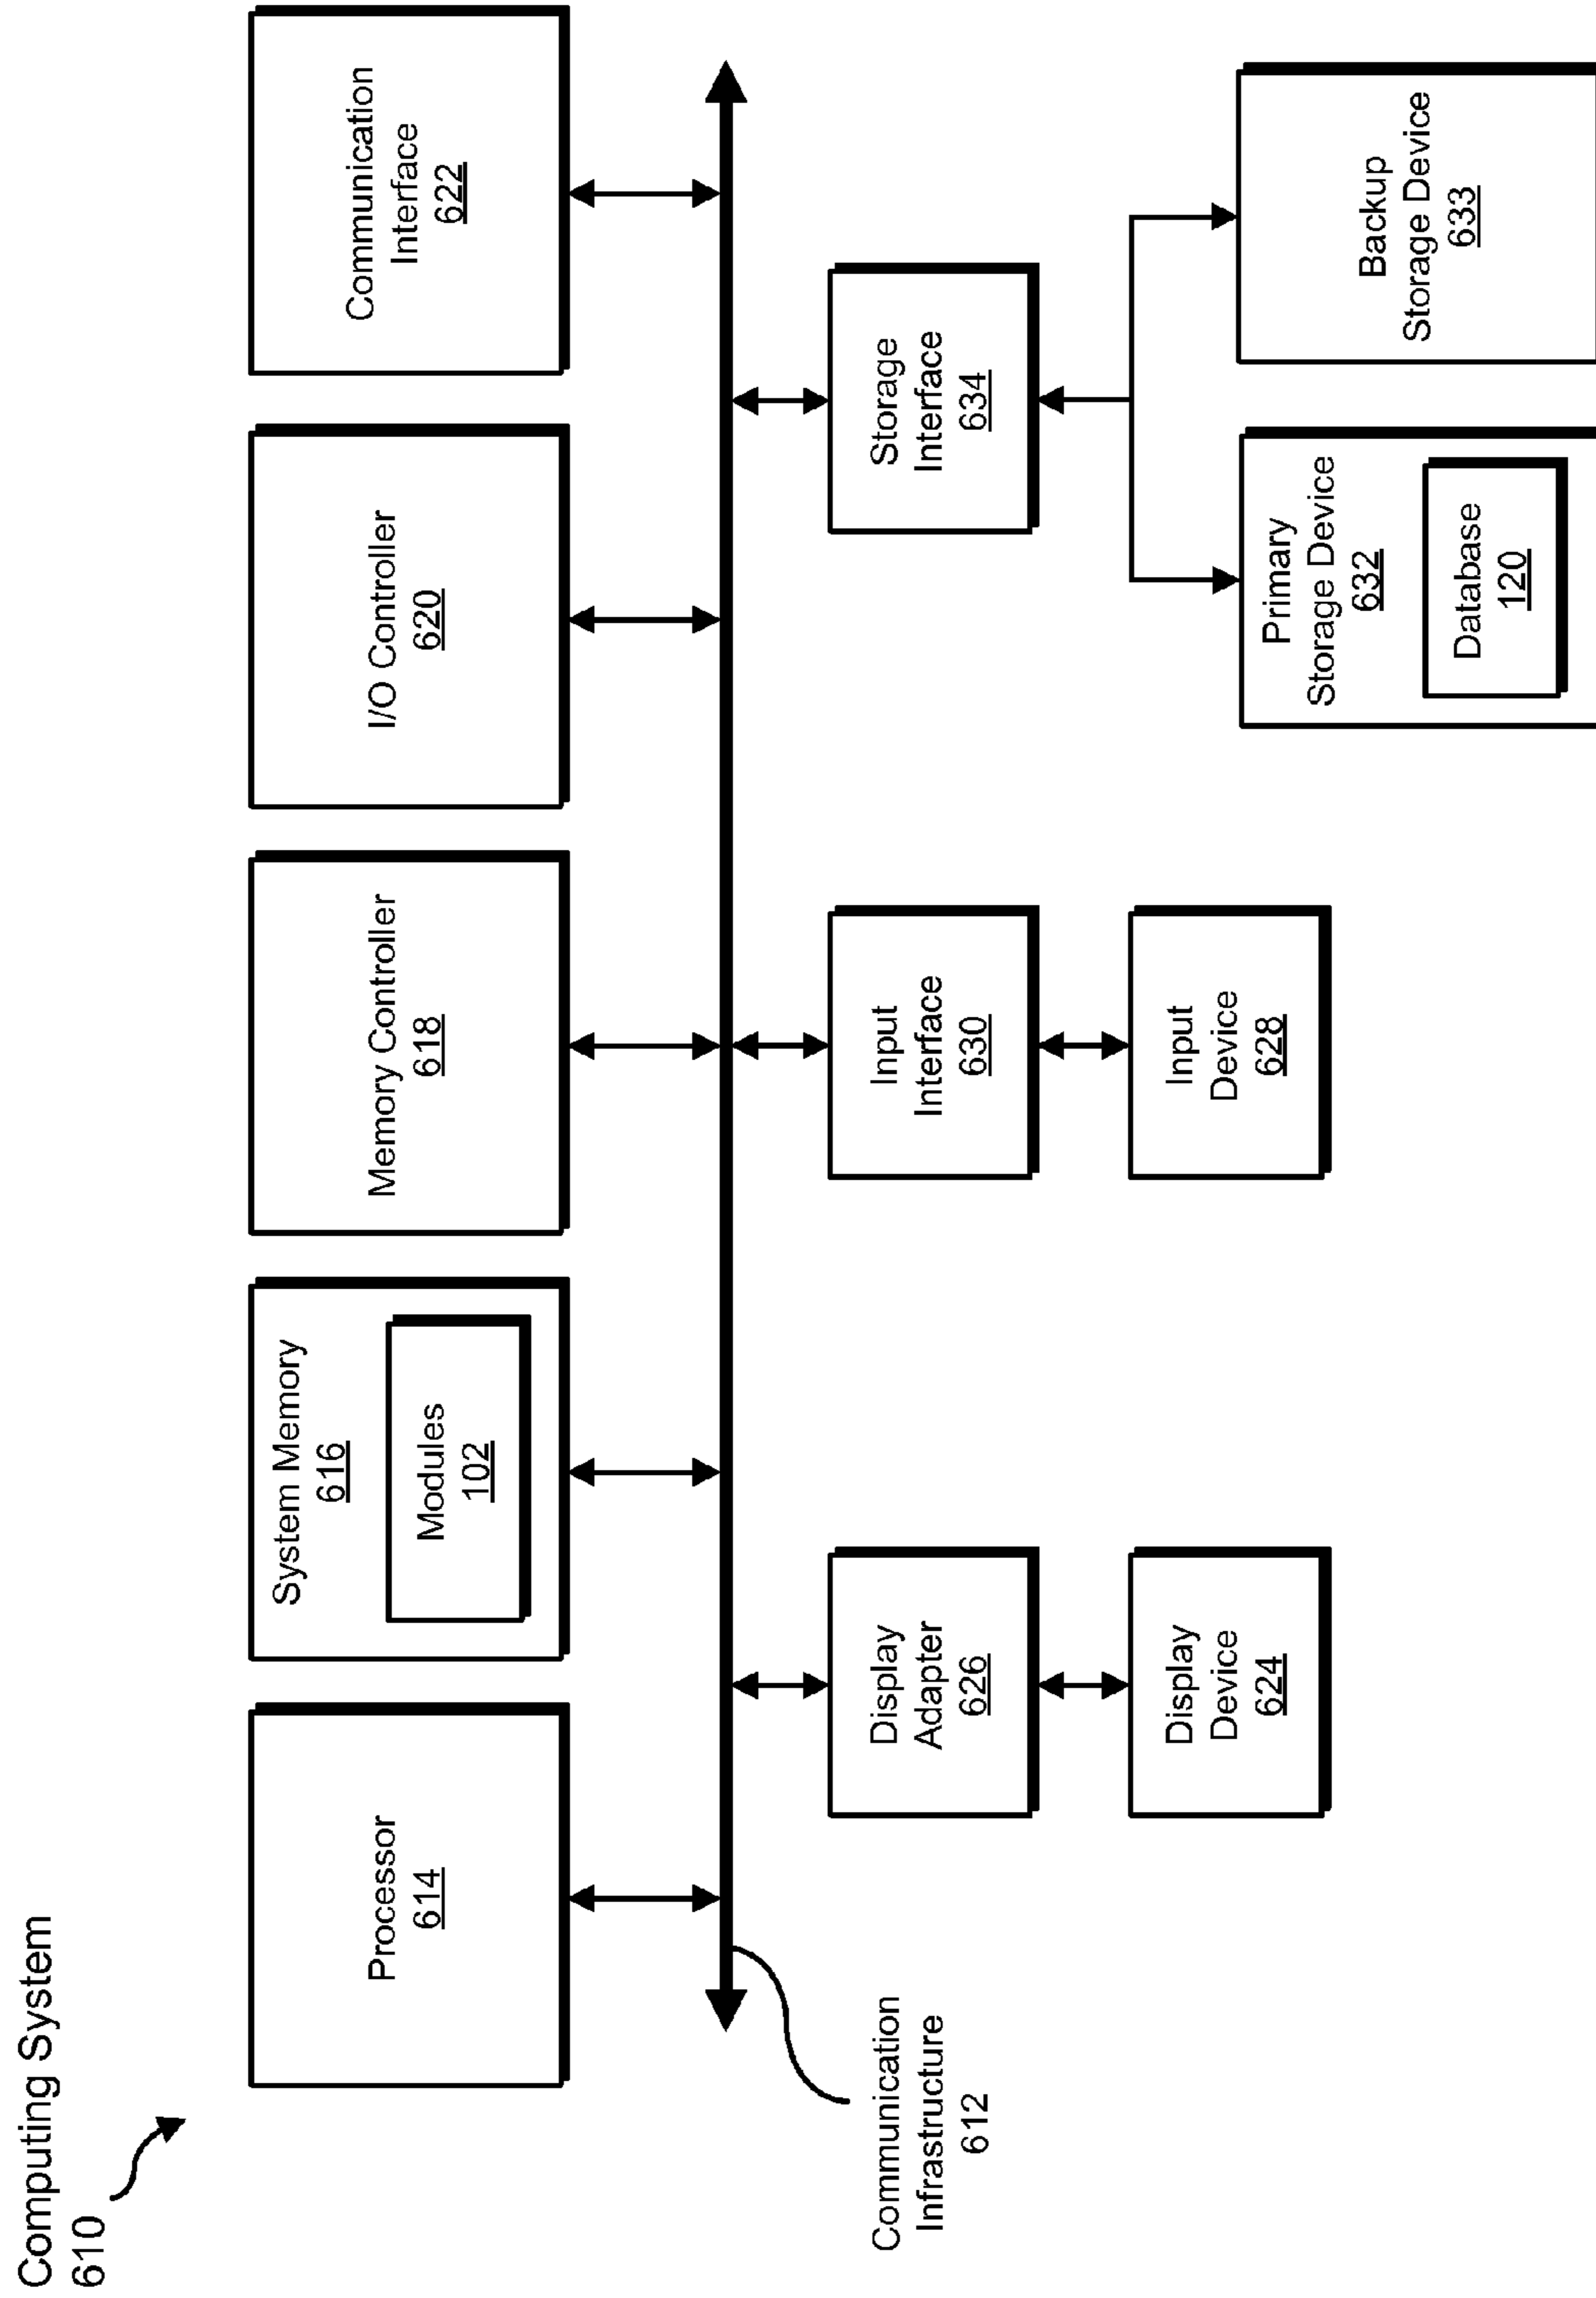 Computing System
610
Processor
614
System Memory
616
Modules
102
Memory Controller
618
I/O Controller
620
Communication
Interface
622
Communication
Infrastructure
612
Display
Adapter
626
Input
Interface
630
Storage
Interface
634
Display
Device
624
Input
Device
628
Primary
Storage Device
632
Database
120
Backup
Storage Device
633